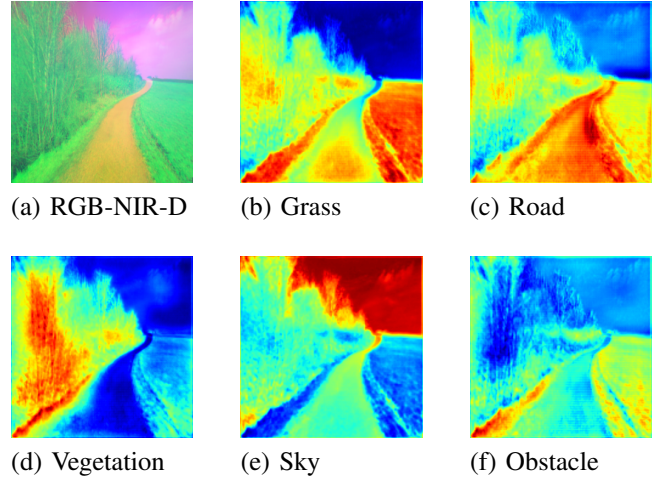 (a) RGB-NIR-D
(b) Grass
(c) Road
(d) Vegetation
(e) Sky
(f) Obstacle